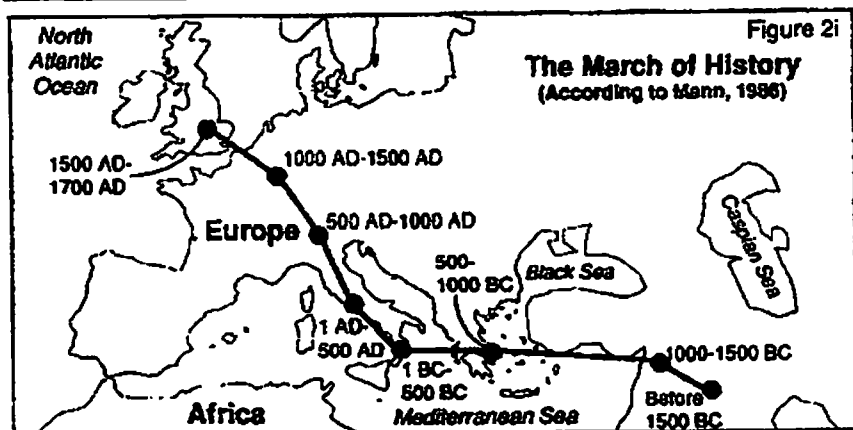 Figure 2i
The March of History
(According to Mann, 1986)
North
Atlantic
Ocean
1500 AD-
1700 AD
1000 AD-1500 AD
500 AD-1000 AD
Europe
500-
1000 BC
Black Sea
Caspian Sea
1 AD-
500 AD
1 BC-
500 BC
1000-1500 BC
Before
1500 BC
Africa
Mediterranean Sea